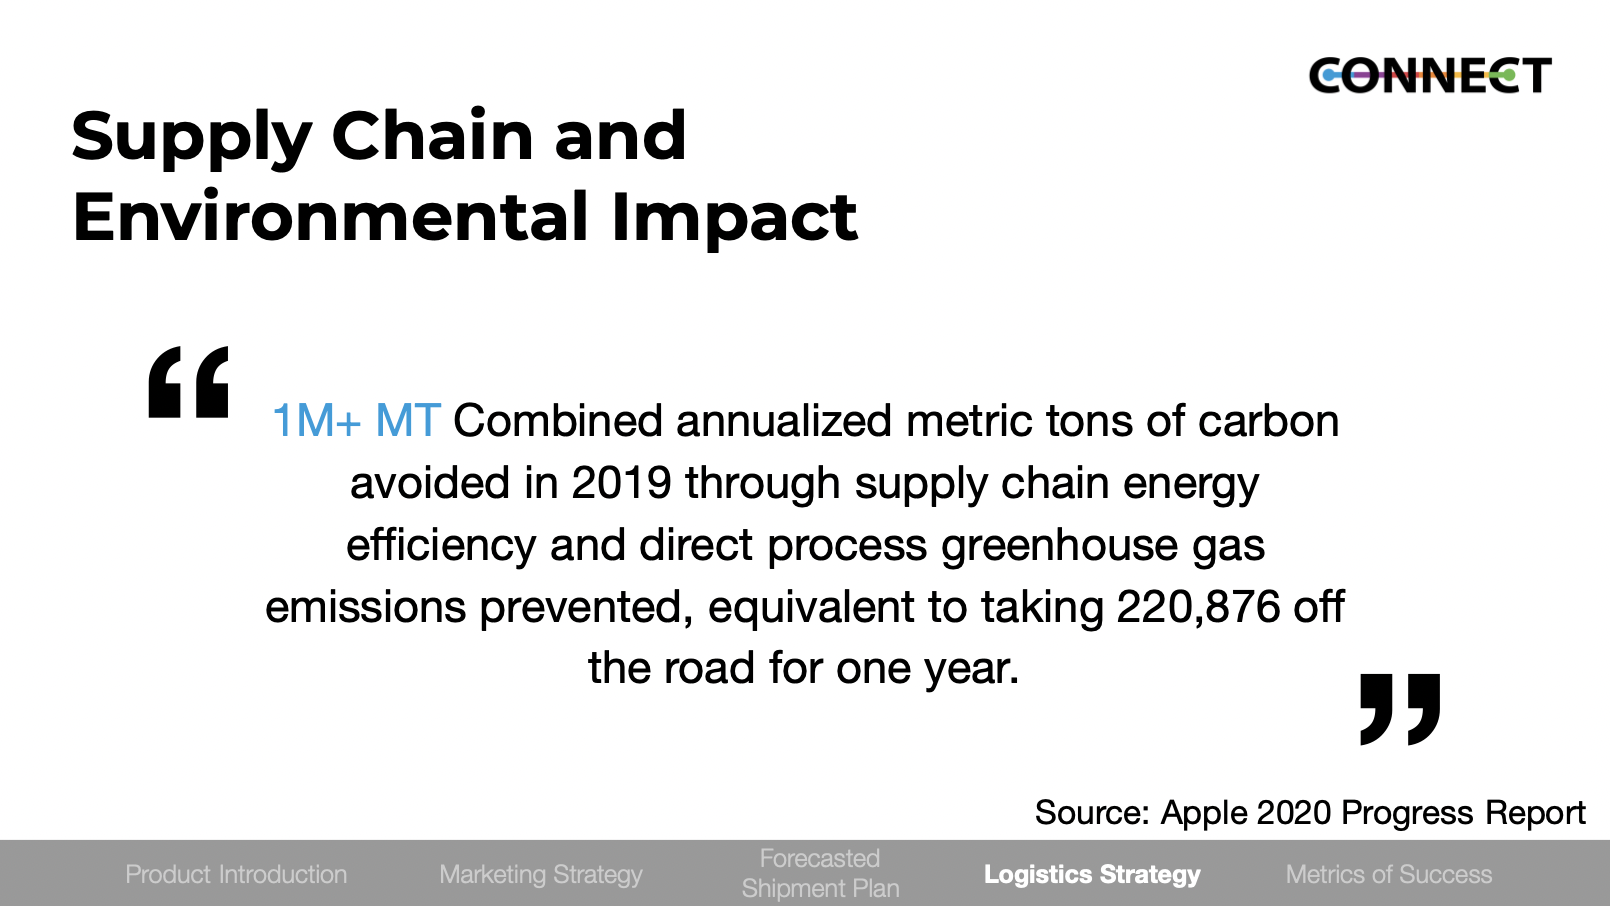 CONNECT
Supply Chain and
Environmental Impact
“
1M+ MT Combined annualized metric tons of carbon
avoided in 2019 through supply chain energy
efficiency and direct process greenhouse gas
emissions prevented, equivalent to taking 220,876 off
the road for one year.
”
Source: Apple 2020 Progress Report
Product Introduction
Marketing Strategy
Forecasted
Shipment Plan
Logistics Strategy
Metrics of Success